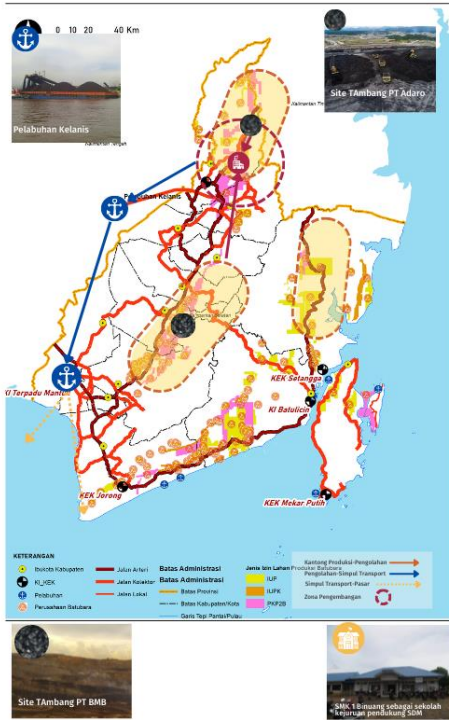 0 10 20 40 Km
Pelabuhan Kelanis
Site TAmbang PT Adaro
Kalimantan
Kalimantan Tengah
Pelabuhan Kelanis
KI Terpadu
KEK Setangga
KI Batulicin
KEK Jorong
KEK Mekar Putih
KETERANGAN
Ibukota Kabupaten
KI_KEK
Pelabuhan
Perusahaan Batubara
Jalan Arteri
Jalan Kolektor
Jalan Lokal
Batas Administrasi
Batas Administrasi
Batas Provinsi
Batas Kabupaten/Kota
Garis Tepi Pantai/Pulau
Jenis Izin Lahan Produksi Batubara
IUP
IUPK
PKP2B
Kantong Produksi-Pengolahan
Pengolahan-Simpul Transport
Simpul Transport-Pasar
Zona Pengembangan
Site TAmbang PT BMB
SMK 1 Binuang sebagai sekolah
kejuruan pendukung SDM